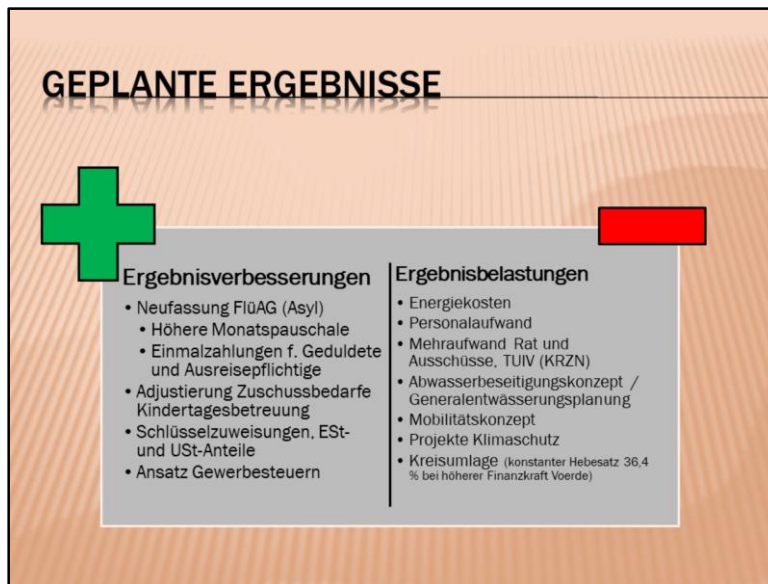 GEPLANTE ERGEBNISSE
Ergebnisverbesserungen
• Neufassung FlüAG (Asyl)
• Höhere Monatspauschale
• Einmalzahlungen f. Geduldete
und Ausreisepflichtige
• Adjustierung Zuschussbedarfe
Kindertagesbetreuung
• Schlüsselzuweisungen, ESt-
und USt-Anteile
• Ansatz Gewerbesteuern
Ergebnisbelastungen
• Energiekosten
• Personalaufwand
• Mehraufwand Rat und
Ausschüsse, TUIV (KRZN)
• Abwasserbeseitigungskonzept /
Generalentwässerungsplanung
• Mobilitätskonzept
• Projekte Klimaschutz
• Kreisumlage (konstanter Hebesatz 36,4
% bei höherer Finanzkraft Voerde)